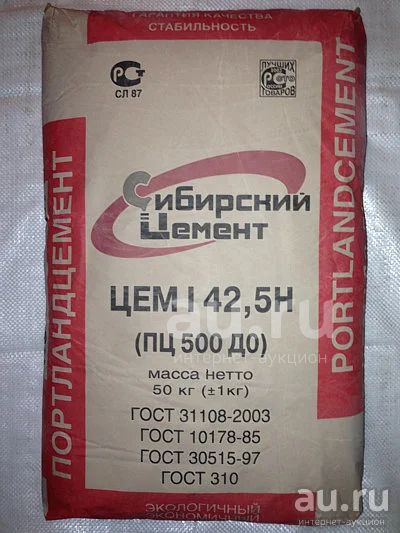 ГАРАНТИЯ КАЧЕСТВА
СТАБИЛЬНОСТЬ
РСТ
СЛ 87
ЛУЧШИХ
ТОВАРОВ
ПОРТЛАНДЦЕМЕНТ
PORTLANDCEMENT
Сибирский
Цемент
ЦЕМ I 42,5Н
(ПЦ 500 ДО)
масса нетто
50 кг (±1кг)
ГОСТ 31108-2003
ГОСТ 10178-85
ГОСТ 30515-97
ГОСТ 310
ЭКОЛОГИЧНЫЙ
ЭКОНОМИЧНЫЙ
au.ru
интернет-аукцион
au.ru
интернет-аукцион